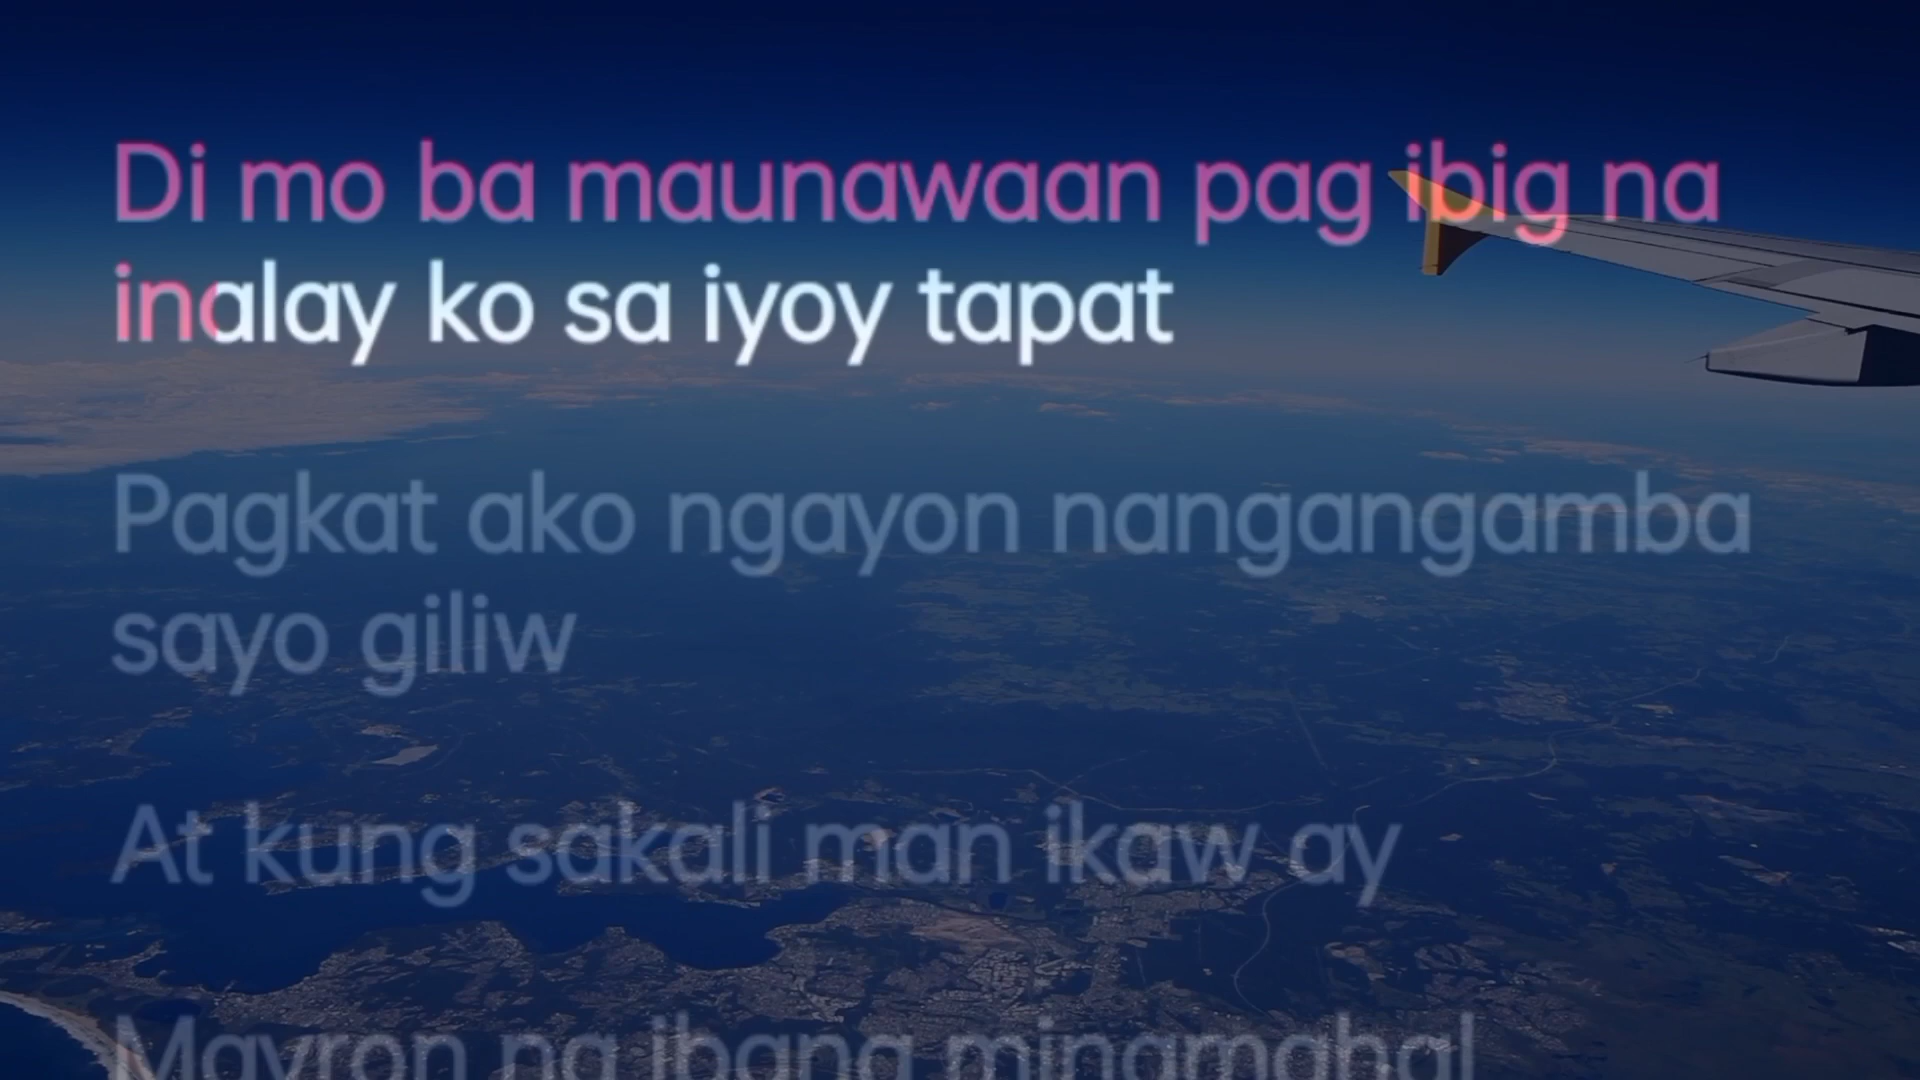 Di mo ba maunawaan pag ibig na
inalay ko sa iyoy tapat
Pagkat ako ngayon nangangamba
sayo giliw
At kung sakali man ikaw ay
Mayron ng ibang minamahal